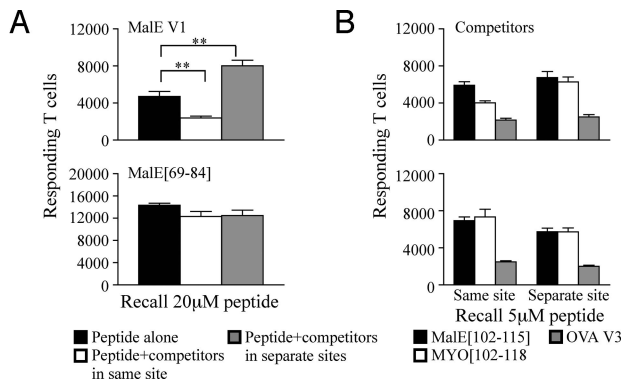 A
MalE V1
**
**
8000
4000
0
Responding T cells
MalE[69-84]
16000
12000
8000
4000
0
Recall 20μM peptide
Peptide alone
Peptide+competitors
in same site
Peptide+competitors
in separate sites
B
Competitors
12000
8000
4000
0
Responding T cells
12000
8000
4000
0
Same site Separate site
Recall 5μM peptide
MalE[102-115]
MYO[102-118
OVA V3